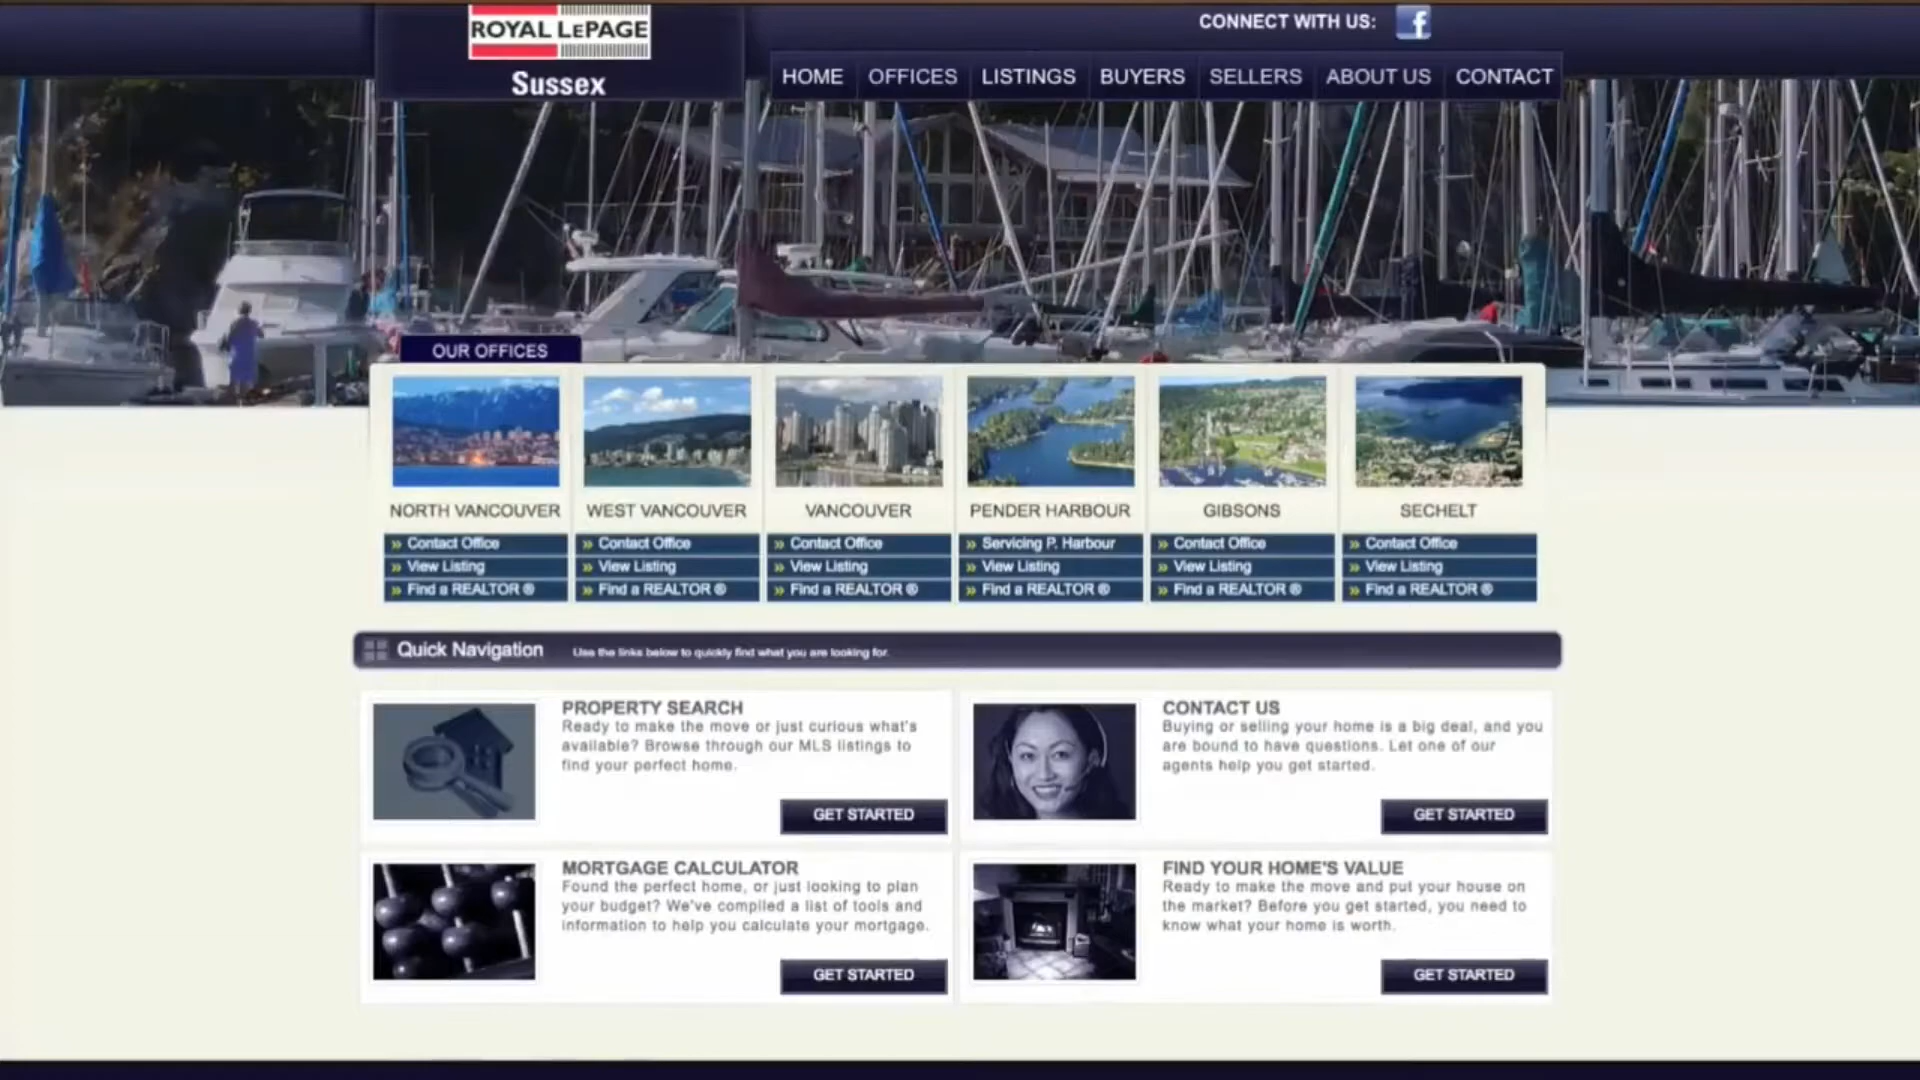 ROYAL LEPAGE
Sussex
CONNECT WITH US:
f
HOME OFFICES LISTINGS BUYERS SELLERS ABOUT US CONTACT
OUR OFFICES
NORTH VANCOUVER
» Contact Office
» View Listing
» Find a REALTOR ®
WEST VANCOUVER
» Contact Office
» View Listing
» Find a REALTOR ®
VANCOUVER
» Contact Office
» View Listing
» Find a REALTOR ®
PENDER HARBOUR
» Servicing P. Harbour
» View Listing
» Find a REALTOR ®
GIBSONS
» Contact Office
» View Listing
» Find a REALTOR ®
SECHELT
» Contact Office
» View Listing
» Find a REALTOR ®
Quick Navigation Use the links below to quickly find what you are looking for.
PROPERTY SEARCH
Ready to make the move or just curious what's
available? Browse through our MLS listings to
find your perfect home.
GET STARTED
CONTACT US
Buying or selling your home is a big deal, and you
are bound to have questions. Let one of our
agents help you get started.
GET STARTED
MORTGAGE CALCULATOR
Found the perfect home, or just looking to plan
your budget? We've compiled a list of tools and
information to help you calculate your mortgage.
GET STARTED
FIND YOUR HOME'S VALUE
Ready to make the move and put your house on
the market? Before you get started, you need to
know what your home is worth.
GET STARTED